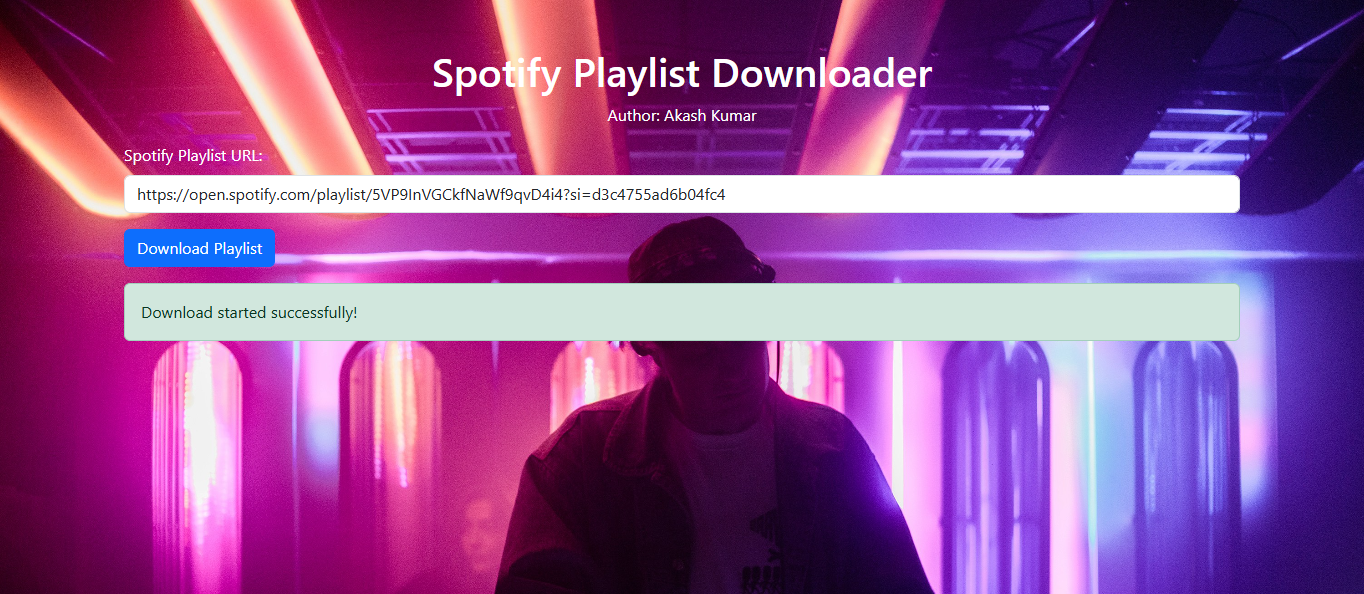 Spotify Playlist Downloader
Author: Akash Kumar
Spotify Playlist URL:
https://open.spotify.com/playlist/5VP9InVGCkfNaWf9qvD4i4?si=d3c4755ad6b04fc4
Download Playlist
Download started successfully!